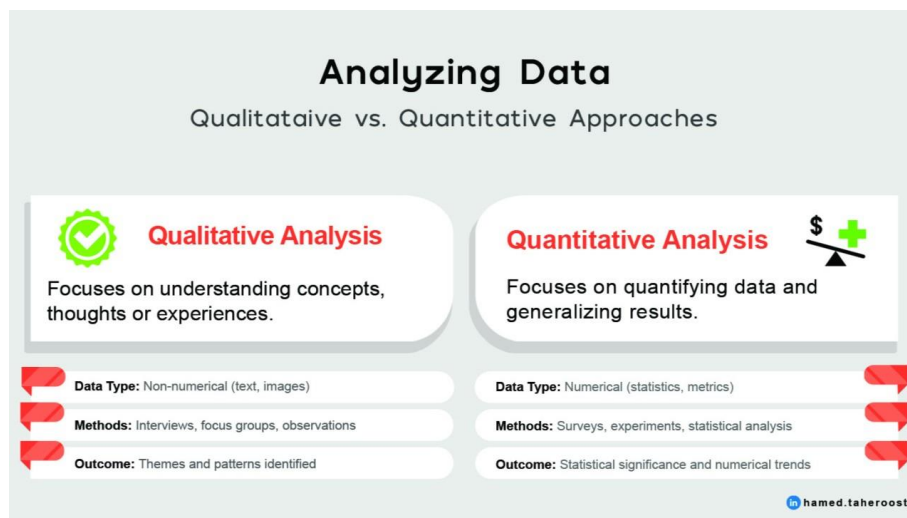 Analyzing Data
Qualitataive vs. Quantitative Approaches
Qualitative Analysis
Focuses on understanding concepts,
thoughts or experiences.
Data Type: Non-numerical (text, images)
Methods: Interviews, focus groups, observations
Outcome: Themes and patterns identified
Quantitative Analysis
$
Focuses on quantifying data and
generalizing results.
Data Type: Numerical (statistics, metrics)
Methods: Surveys, experiments, statistical analysis
Outcome: Statistical significance and numerical trends
in hamed.taheroost